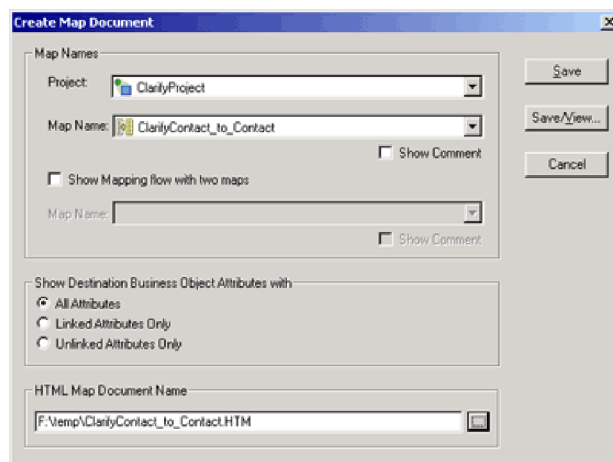 Create Map Document
Map Names
Project: ClarifyProject
Save
Map Name: ClarifyContact_to_Contact
Save/View...
Show Comment
Cancel
Show Mapping flow with two maps
Map Name:
Show Comment
Show Destination Business Object Attributes with
All Attributes
Linked Attributes Only
Unlinked Attributes Only
HTML Map Document Name
F:\temp\ClarifyContact_to_Contact.HTM
...